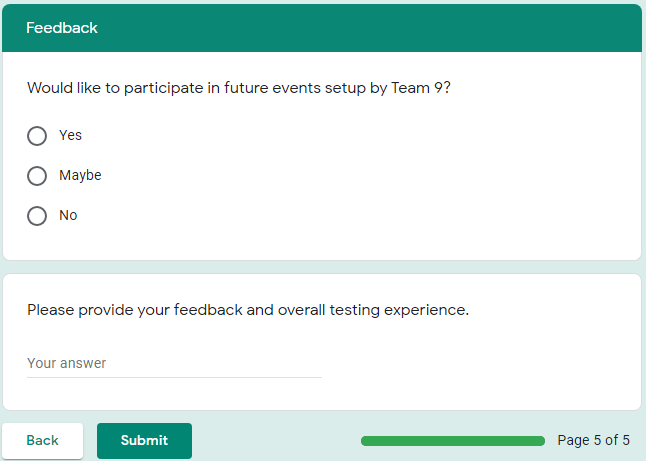 Feedback
Would like to participate in future events setup by Team 9?
Yes
Maybe
No
Please provide your feedback and overall testing experience.
Your answer
Back
Submit
Page 5 of 5